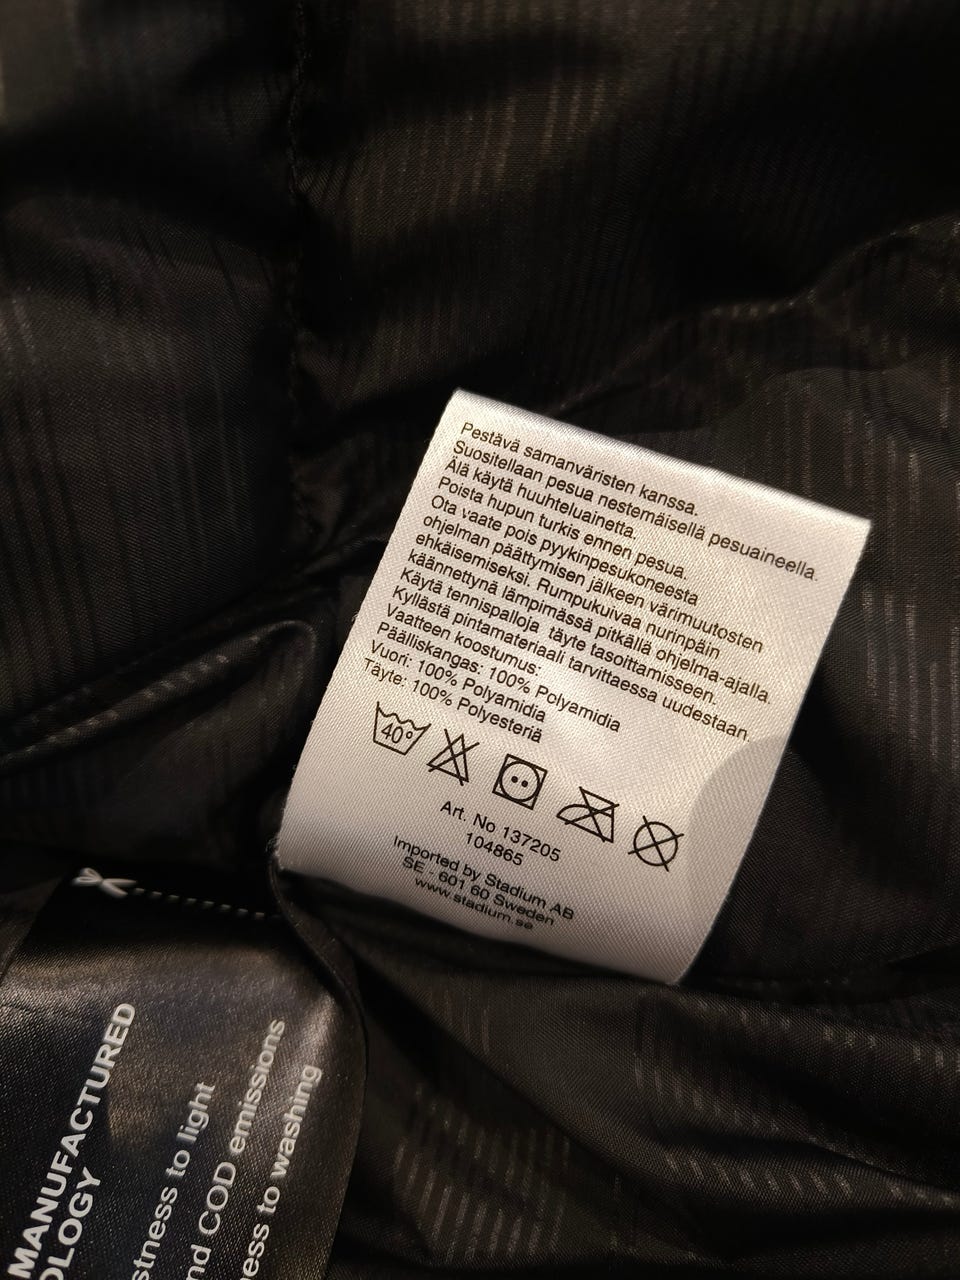 Pestävä samanväristen kanssa.
Suositellaan pesua nestemäisellä pesuaineella.
Älä käytä huuhteluainetta.
Poista hupun turkis ennen pesua.
Ota vaate pois pyykinpesukoneesta
ohjelman päättymisen jälkeen värimuutosten
ehkäisemiseksi. Rumpukuivaa nurinpäin
käännettynä lämpimässä pitkällä ohjelma-ajalla.
Käytä tennispalloja täyte tasoittamisseen.
Kyllästä pintamateriaali tarvittaessa uudestaan.
Vaatteen koostumus:
Päälliskangas: 100% Polyamidia
Vuori: 100% Polyamidia
Täyte: 100% Polyesteriä
40°
Art. No 137205
104865
Imported by Stadium AB
SE - 601 60 Sweden
www.stadium.se
MANUFACTURED
OLOGY
stness to light
nd COD emissions
ess to washing